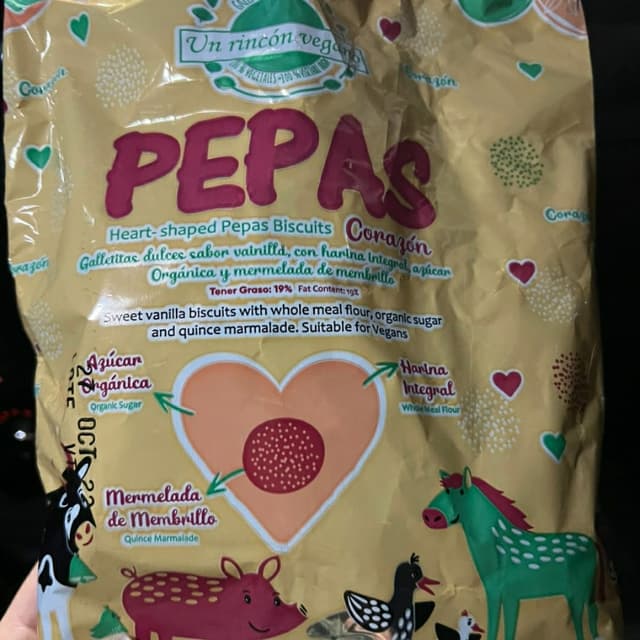 Un rincón vegano
PEPAS
Heart-shaped Pepas Biscuits Corazón
Galletitas dulces sabor vainilla, con harina integral, azúcar
Orgánica y mermelada de membrillo
Tenor Graso: 19% Fat Content: 19%
Sweet vanilla biscuits with whole meal flour, organic sugar
and quince marmalade. Suitable for Vegans
Azúcar
Orgánica
Organic Sugar
Harina
Integral
Whole Meal Flour
Mermelada
de Membrillo
Quince Marmalade
Corazón
Corazón
OCT 22